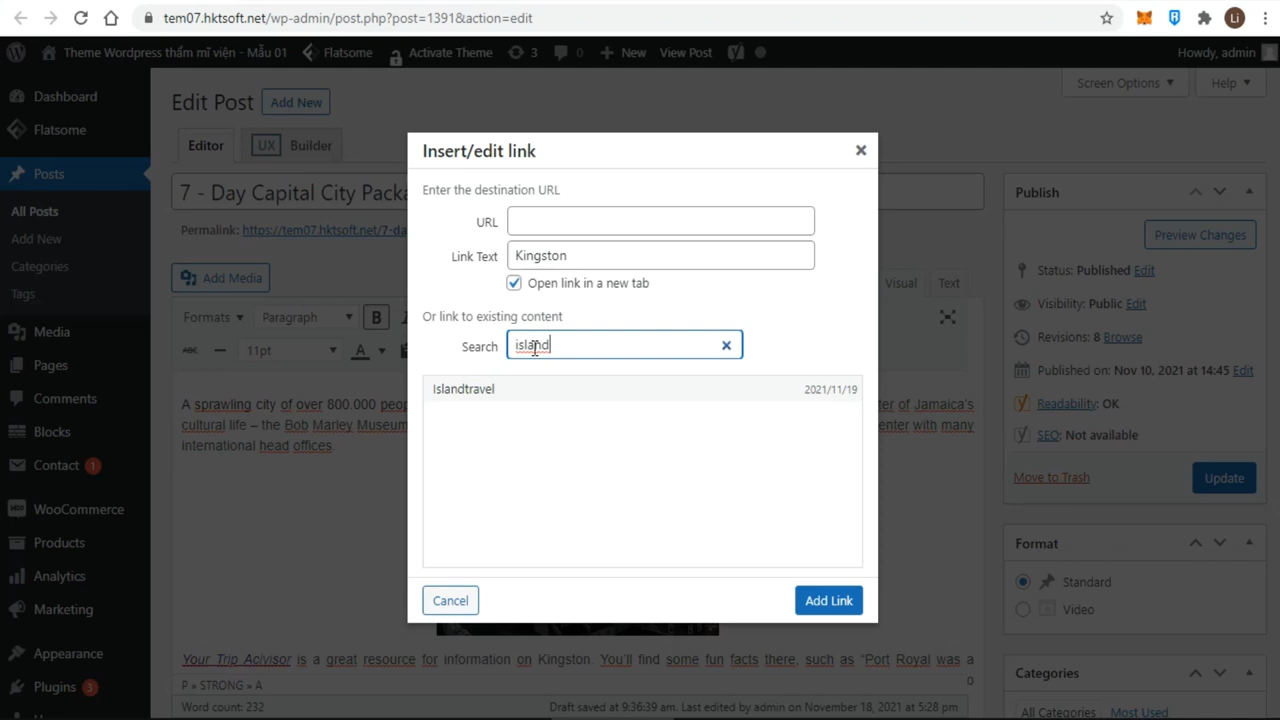 tem07.hktsoft.net/wp-admin/post.php?post=1391&action=edit
Li
Theme Wordpress thẩm mĩ viện - Mẫu 01
Flatsome
Activate Theme
3
0
New
View Post
Howdy, admin
Dashboard
Flatsome
Posts
All Posts
Add New
Categories
Tags
Media
Pages
Comments
Blocks
Contact 1
WooCommerce
Products
Analytics
Marketing
Appearance
Plugins 3
Screen Options
Help
Edit Post
Add New
Editor
UX Builder
7 - Day Capital City Packa
Permalink: https://tem07.hktsoft.net/7-da
Add Media
Visual
Text
Formats
Paragraph
B
ABC
11pt
A
A sprawling city of over 800.000 peop
ter of Jamaica's
cultural life – the Bob Marley Museum
enter with many
international head offices.
Your Trip Acivisor is a great resource for information on Kingston. You'll find some fun facts there, such as "Port Royal was a
P » STRONG » A
0
Word count: 232
Draft saved at 9:36:39 am. Last edited by admin on November 18, 2021 at 5:28 pm
Insert/edit link
Enter the destination URL
URL
Link Text
Kingston
Open link in a new tab
Or link to existing content
Search
island
Islandtravel
2021/11/19
Cancel
Add Link
Publish
Preview Changes
Status: Published Edit
Visibility: Public Edit
Revisions: 8 Browse
Published on: Nov 10, 2021 at 14:45 Edit
Readability: OK
SEO: Not available
Move to Trash
Update
Format
Standard
Video
Categories
All Categories
Most Used